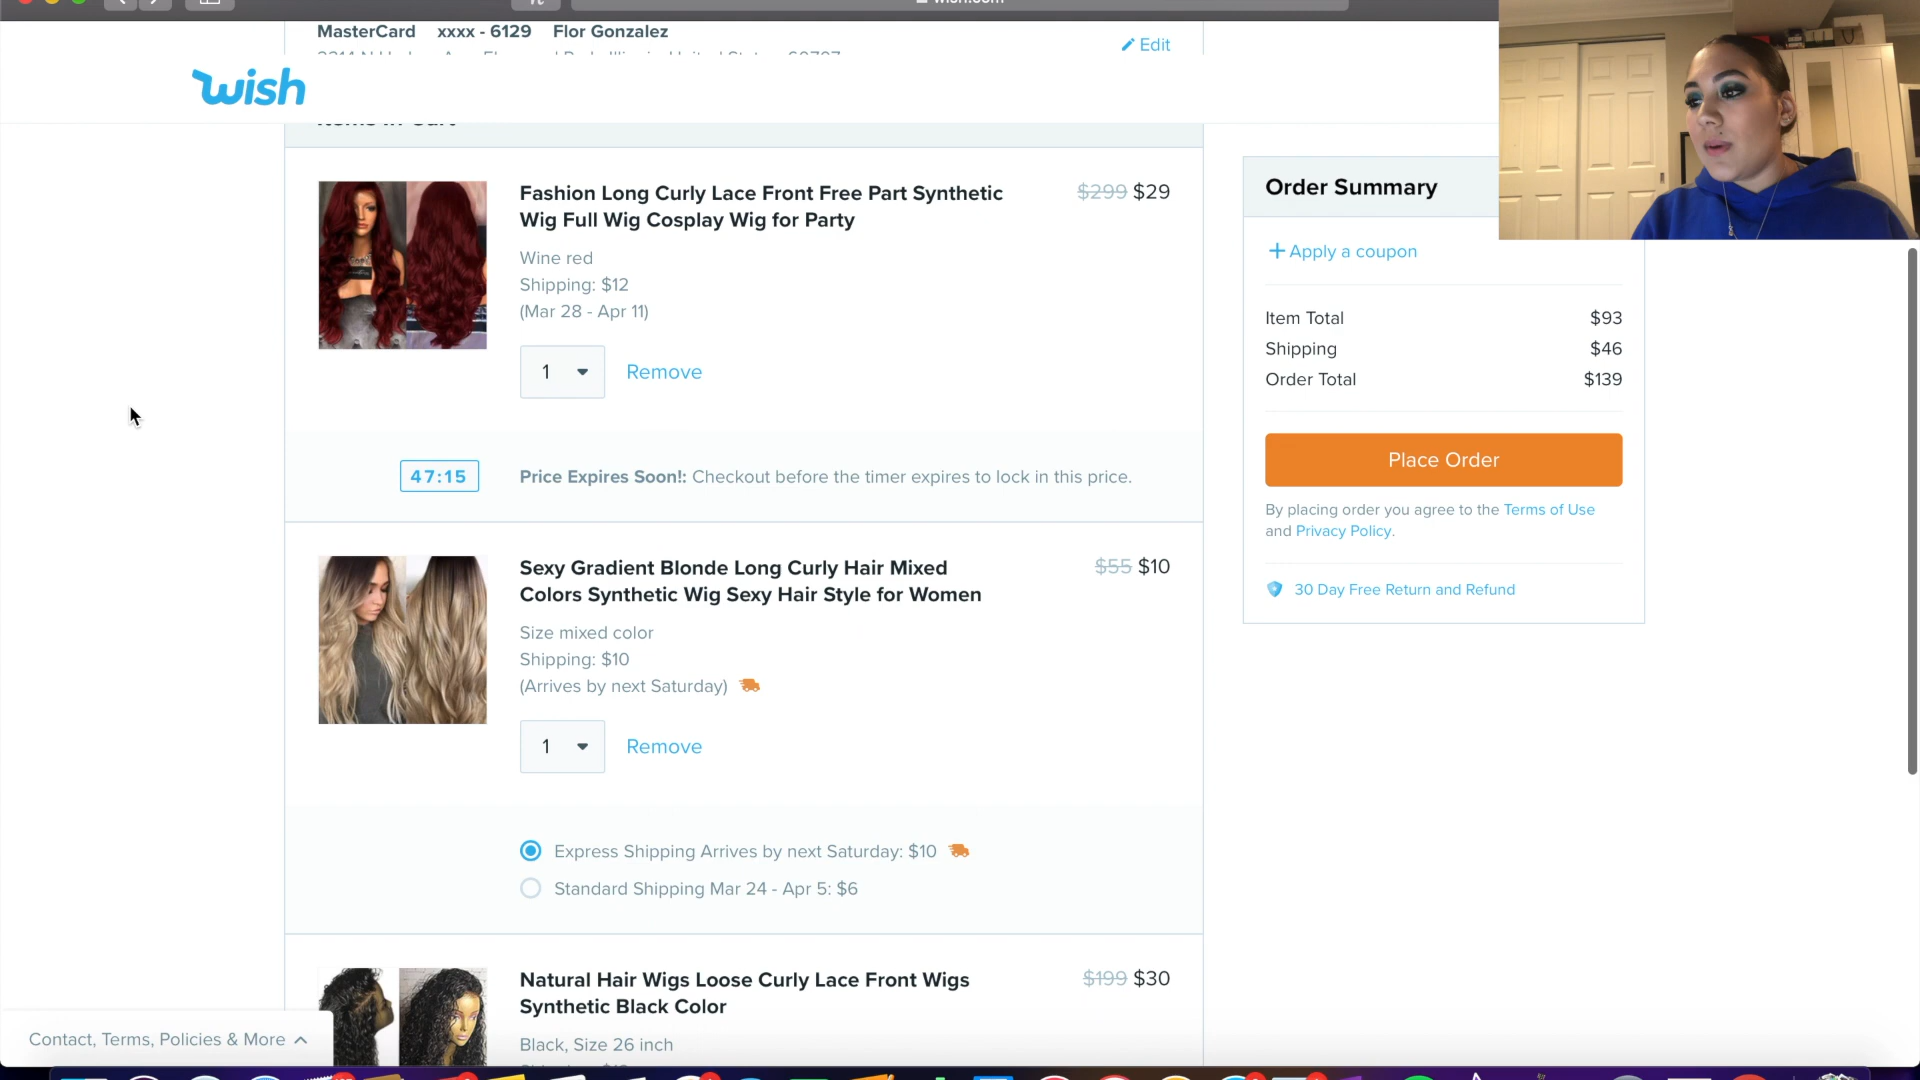 wish.com
MasterCard xxxx - 6129 Flor Gonzalez
Edit
wish
Items in Cart
Fashion Long Curly Lace Front Free Part Synthetic
Wig Full Wig Cosplay Wig for Party
$299 $29
Wine red
Shipping: $12
(Mar 28 - Apr 11)
1 Remove
47:15 Price Expires Soon!: Checkout before the timer expires to lock in this price.
Sexy Gradient Blonde Long Curly Hair Mixed
Colors Synthetic Wig Sexy Hair Style for Women
$55 $10
Size mixed color
Shipping: $10
(Arrives by next Saturday)
1 Remove
Express Shipping Arrives by next Saturday: $10
Standard Shipping Mar 24 - Apr 5: $6
Natural Hair Wigs Loose Curly Lace Front Wigs
Synthetic Black Color
$199 $30
Black, Size 26 inch
Order Summary
+ Apply a coupon
Item Total $93
Shipping $46
Order Total $139
Place Order
By placing order you agree to the Terms of Use
and Privacy Policy.
30 Day Free Return and Refund
Contact, Terms, Policies & More